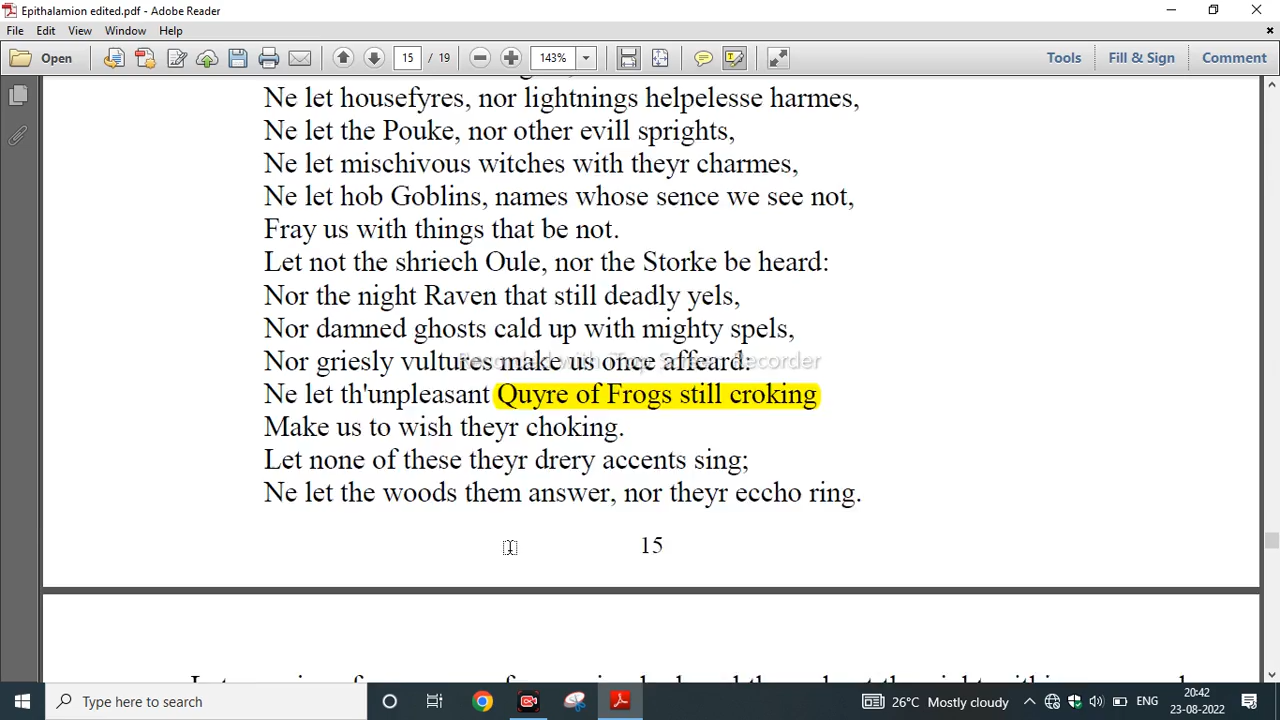 Epithalamion edited.pdf - Adobe Reader
File Edit View Window Help
Open 15 / 19 143% Tools Fill & Sign Comment
Ne let housefyres, nor lightnings helpelesse harmes,
Ne let the Pouke, nor other evill sprights,
Ne let mischivous witches with theyr charmes,
Ne let hob Goblins, names whose sence we see not,
Fray us with things that be not.
Let not the shriech Oule, nor the Storke be heard:
Nor the night Raven that still deadly yels,
Nor damned ghosts cald up with mighty spels,
Nor griesly vultures make us once affeard:
Recorded with iTop Screen Recorder
Ne let th'unpleasant Quyre of Frogs still croking
Make us to wish theyr choking.
Let none of these theyr drery accents sing;
Ne let the woods them answer, nor theyr eccho ring.
15
Type here to search 26°C Mostly cloudy ENG 20:42
23-08-2022